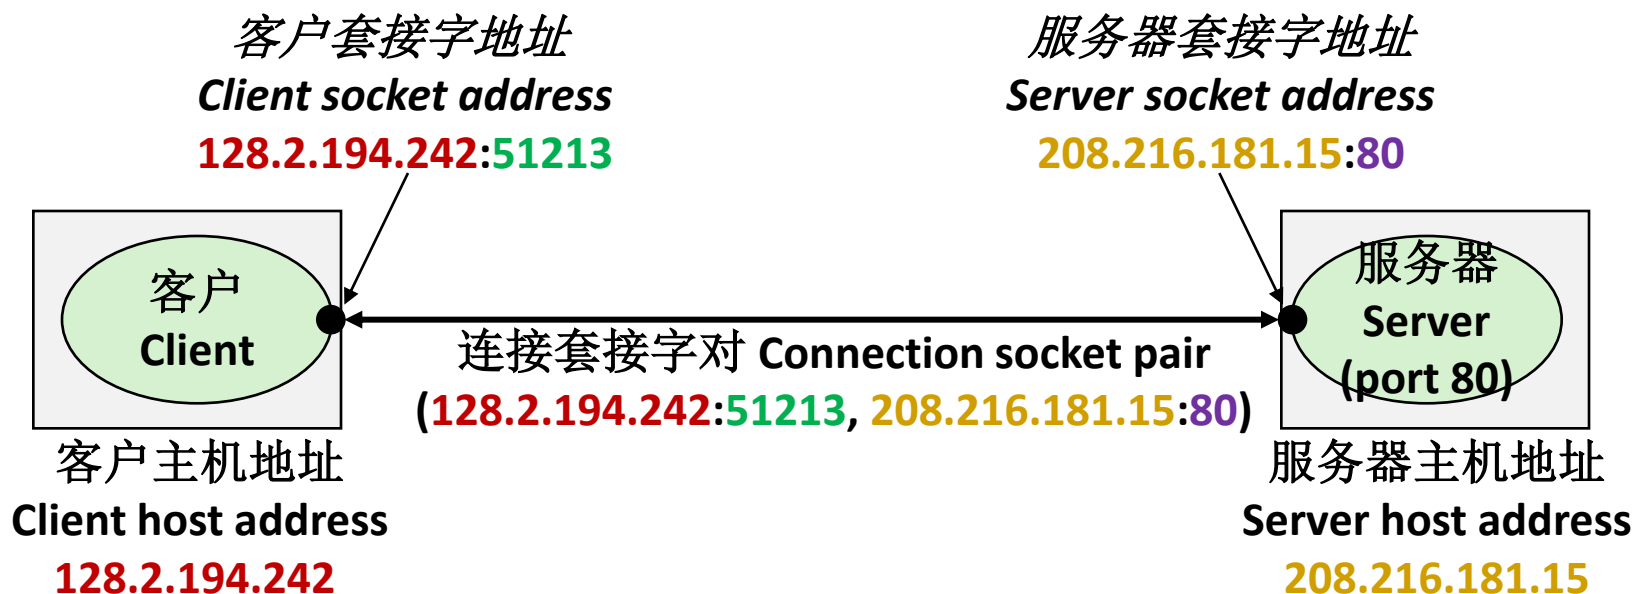 客户套接字地址
Client socket address
128.2.194.242:51213
服务器套接字地址
Server socket address
208.216.181.15:80
客户
Client
服务器
Server
(port 80)
连接套接字对 Connection socket pair
(128.2.194.242:51213, 208.216.181.15:80)
客户主机地址
Client host address
128.2.194.242
服务器主机地址
Server host address
208.216.181.15